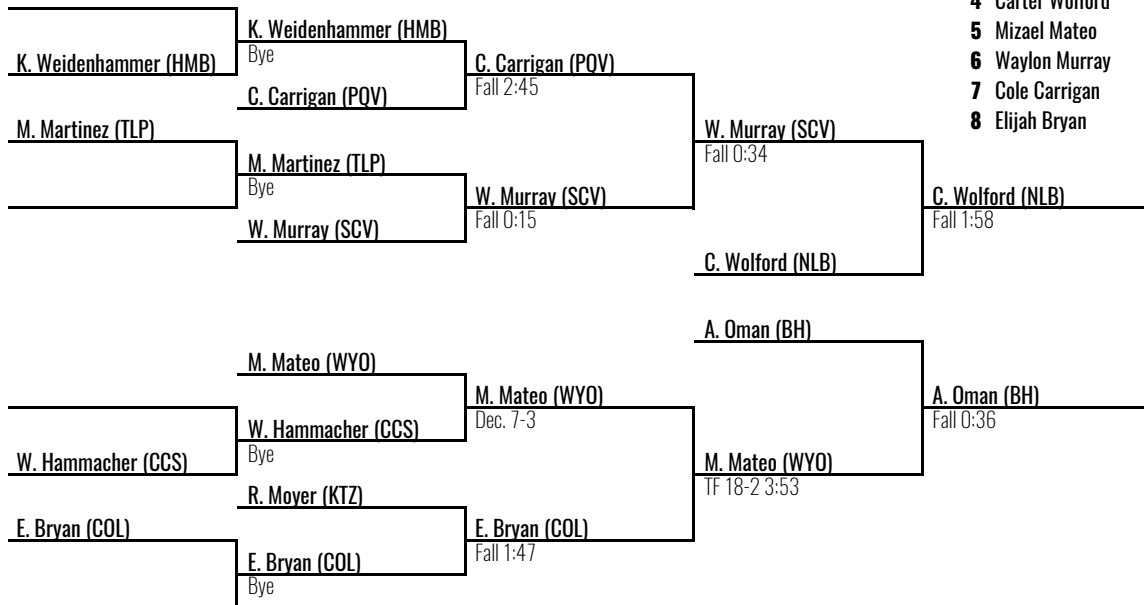 4 Carter Wolford
K. Weidenhammer (HMB)
Bye
5 Mizael Mateo
K. Weidenhammer (HMB)
C. Carrigan (PQV)
Fall 2:45
6 Waylon Murray
C. Carrigan (PQV)
7 Cole Carrigan
M. Martinez (TLP)
W. Murray (SCV)
Fall 0:34
8 Elijah Bryan
M. Martinez (TLP)
Bye
W. Murray (SCV)
Fall 0:15
C. Wolford (NLB)
Fall 1:58
W. Murray (SCV)
C. Wolford (NLB)
A. Oman (BH)
M. Mateo (WYO)
M. Mateo (WYO)
Dec. 7-3
A. Oman (BH)
Fall 0:36
W. Hammacher (CCS)
Bye
W. Hammacher (CCS)
M. Mateo (WYO)
TF 18-2 3:53
R. Moyer (KTZ)
E. Bryan (COL)
E. Bryan (COL)
Fall 1:47
E. Bryan (COL)
Bye